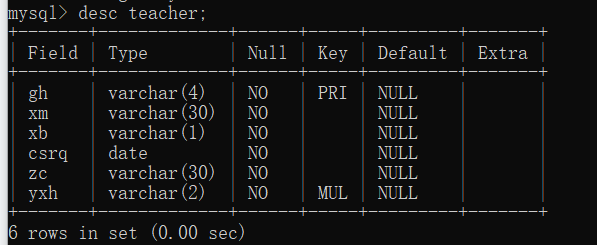 mysql> desc teacher;
+-------+-------------+------+-----+---------+-------+
| Field | Type        | Null | Key | Default | Extra |
+-------+-------------+------+-----+---------+-------+
| gh    | varchar(4)  | NO   | PRI | NULL    |       |
| xm    | varchar(30) | NO   |     | NULL    |       |
| xb    | varchar(1)  | NO   |     | NULL    |       |
| csrq  | date        | NO   |     | NULL    |       |
| zc    | varchar(30) | NO   |     | NULL    |       |
| yxh   | varchar(2)  | NO   | MUL | NULL    |       |
+-------+-------------+------+-----+---------+-------+
6 rows in set (0.00 sec)